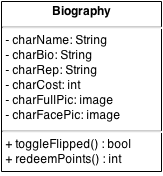 Biography
- charName: String
- charBio: String
- charRep: String
- charCost: int
- charFullPic: image
- charFacePic: image
+ toggleFlipped() : bool
+ redeemPoints() : int